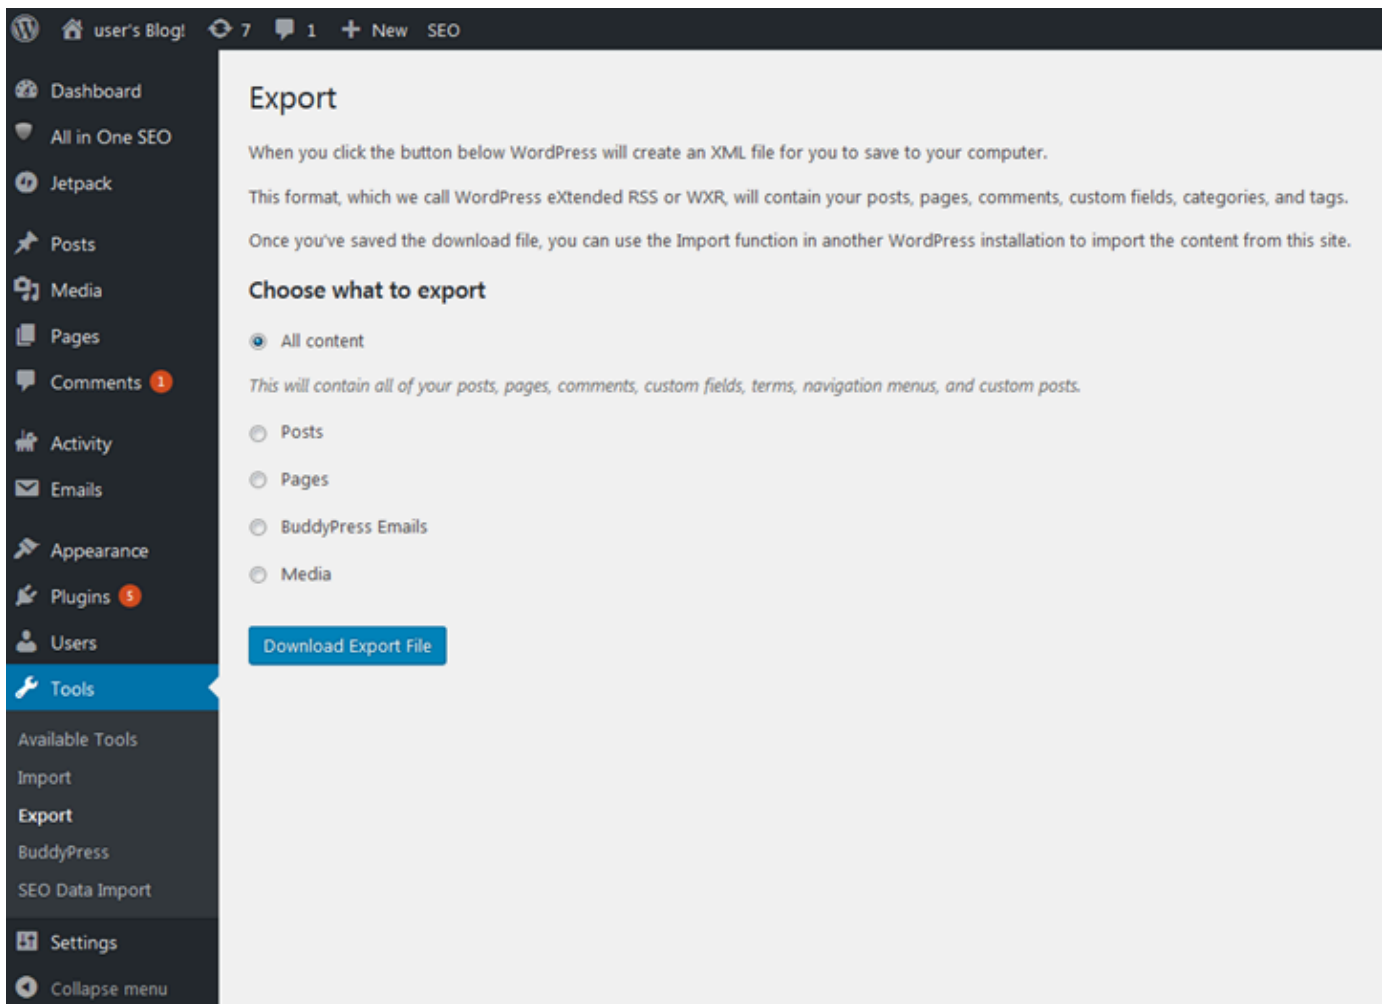 user's Blog! 7 1 New SEO
Dashboard
All in One SEO
Jetpack
Posts
Media
Pages
Comments 1
Activity
Emails
Appearance
Plugins 5
Users
Tools
Available Tools
Import
Export
BuddyPress
SEO Data Import
Settings
Collapse menu
Export
When you click the button below WordPress will create an XML file for you to save to your computer.
This format, which we call WordPress eXtended RSS or WXR, will contain your posts, pages, comments, custom fields, categories, and tags.
Once you've saved the download file, you can use the Import function in another WordPress installation to import the content from this site.
Choose what to export
All content
This will contain all of your posts, pages, comments, custom fields, terms, navigation menus, and custom posts.
Posts
Pages
BuddyPress Emails
Media
Download Export File